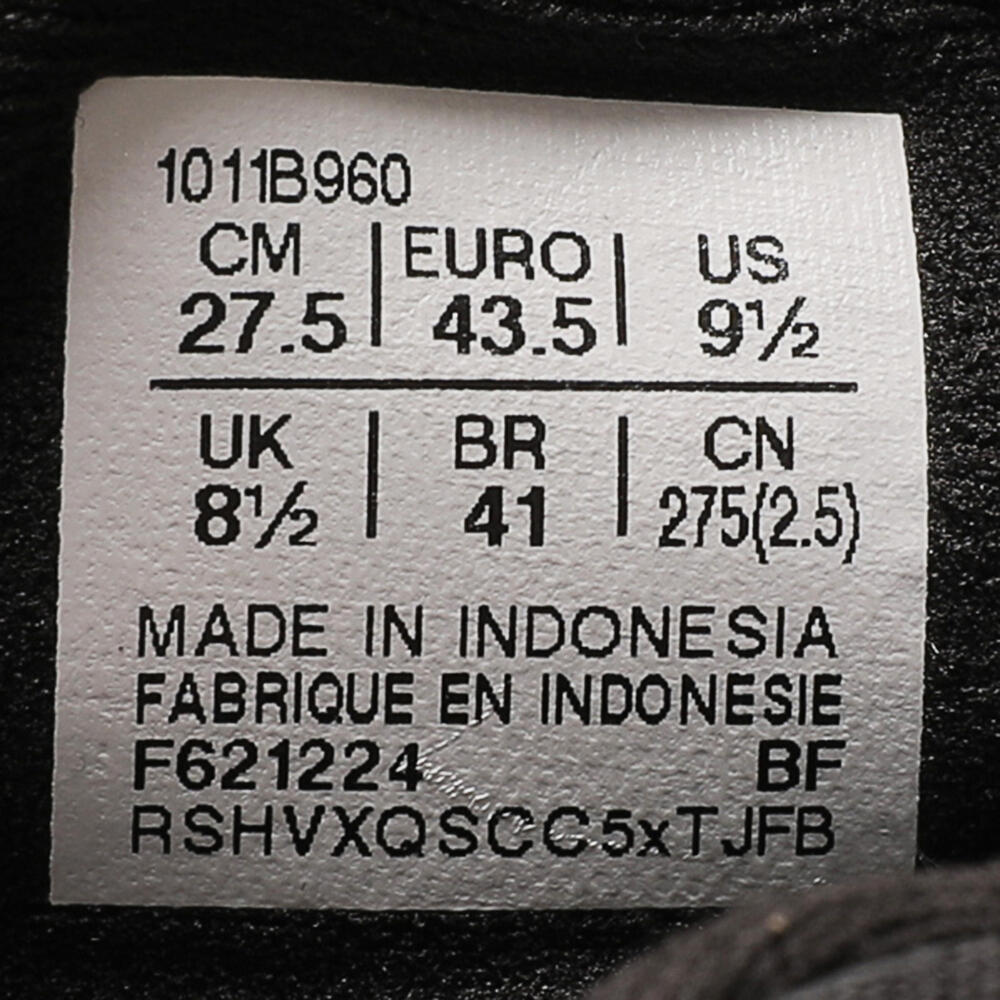 1011B960
CM EURO US
27.5 43.5 9½
UK BR CN
8½ 41 275(2.5)
MADE IN INDONESIA
FABRIQUE EN INDONESIE
F621224 BF
RSHVXQSCC5xTJFB